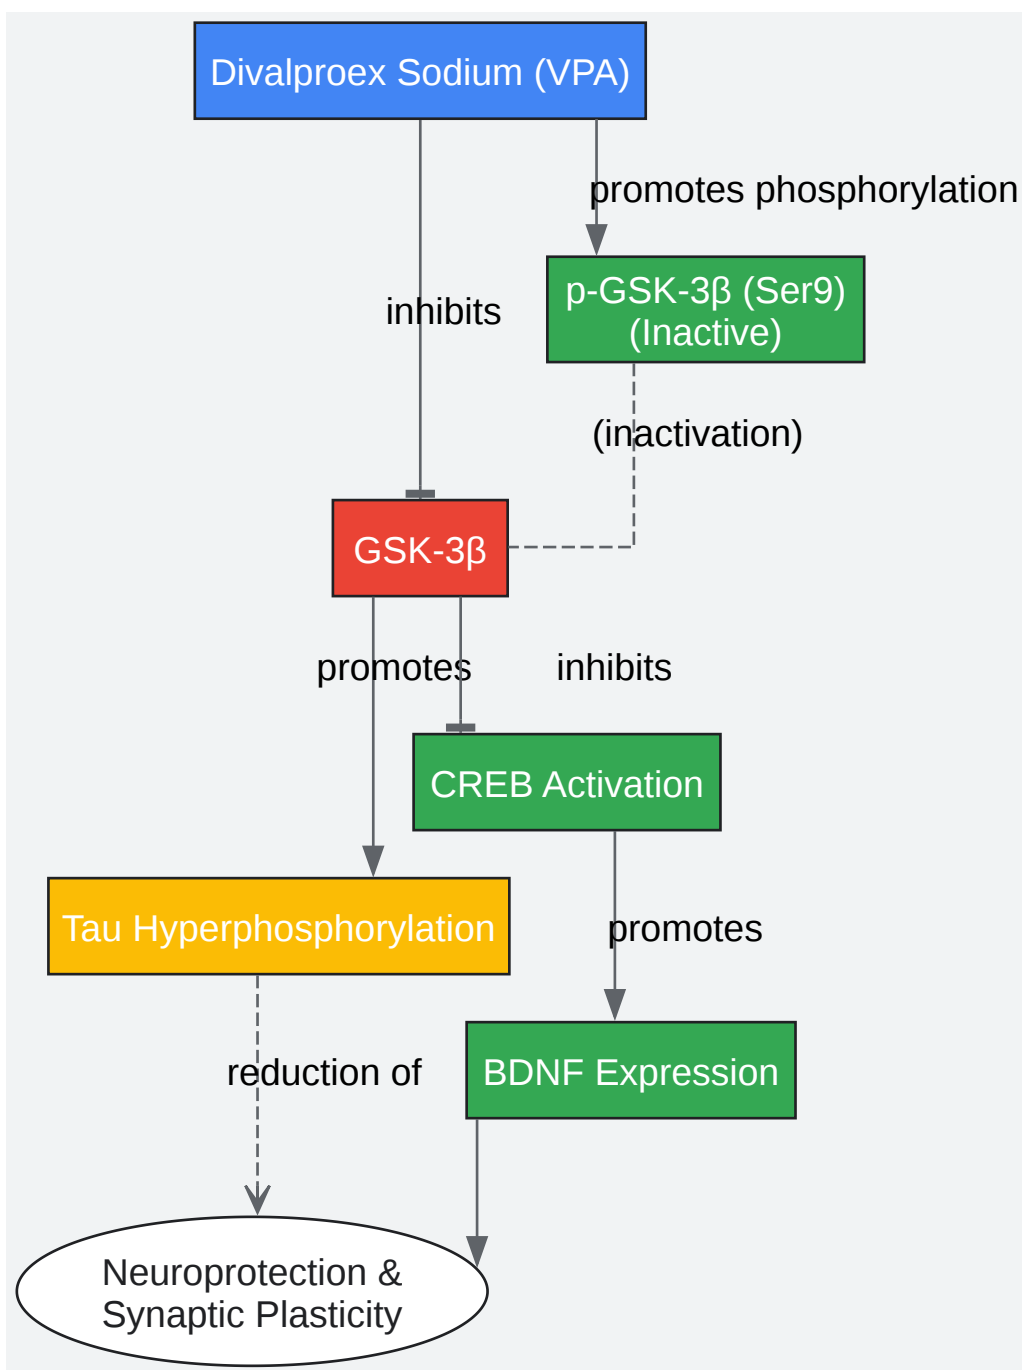 Divalproex Sodium (VPA)
promotes phosphorylation
p-GSK-3β (Ser9)
(Inactive)
inhibits
(inactivation)
GSK-3β
promotes
inhibits
CREB Activation
Tau Hyperphosphorylation
promotes
reduction of
BDNF Expression
Neuroprotection &
Synaptic Plasticity